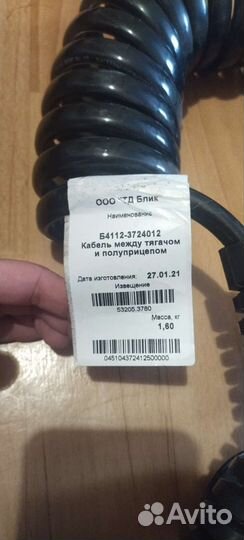 ООО "ТД Блик"
Наименование
Б4112-3724012
Кабель между тягачом
и полуприцепом
Дата изготовления: 27.01.21
Извещение
53205.3760
Масса, кг
1,60
045104372412500000
Avito